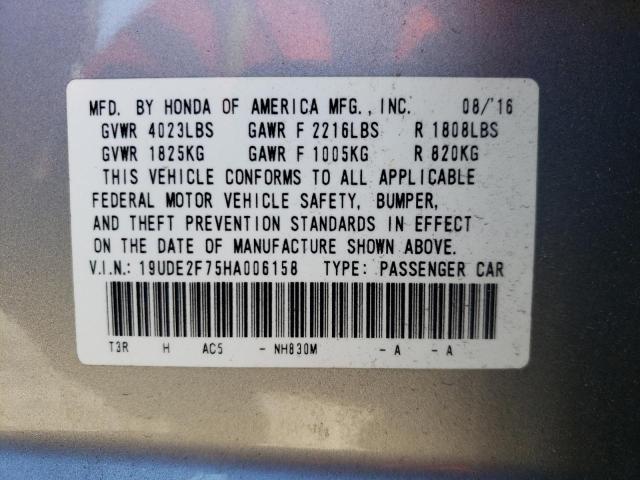 MFD. BY HONDA OF AMERICA MFG., INC. 08/'16
GVWR 4023LBS GAWR F 2216LBS R 1808LBS
GVWR 1825KG GAWR F 1005KG R 820KG
THIS VEHICLE CONFORMS TO ALL APPLICABLE
FEDERAL MOTOR VEHICLE SAFETY, BUMPER,
AND THEFT PREVENTION STANDARDS IN EFFECT
ON THE DATE OF MANUFACTURE SHOWN ABOVE.
V.I.N.: 19UDE2F75HA006158 TYPE: PASSENGER CAR
T3R H AC5 - NH830M - A - A